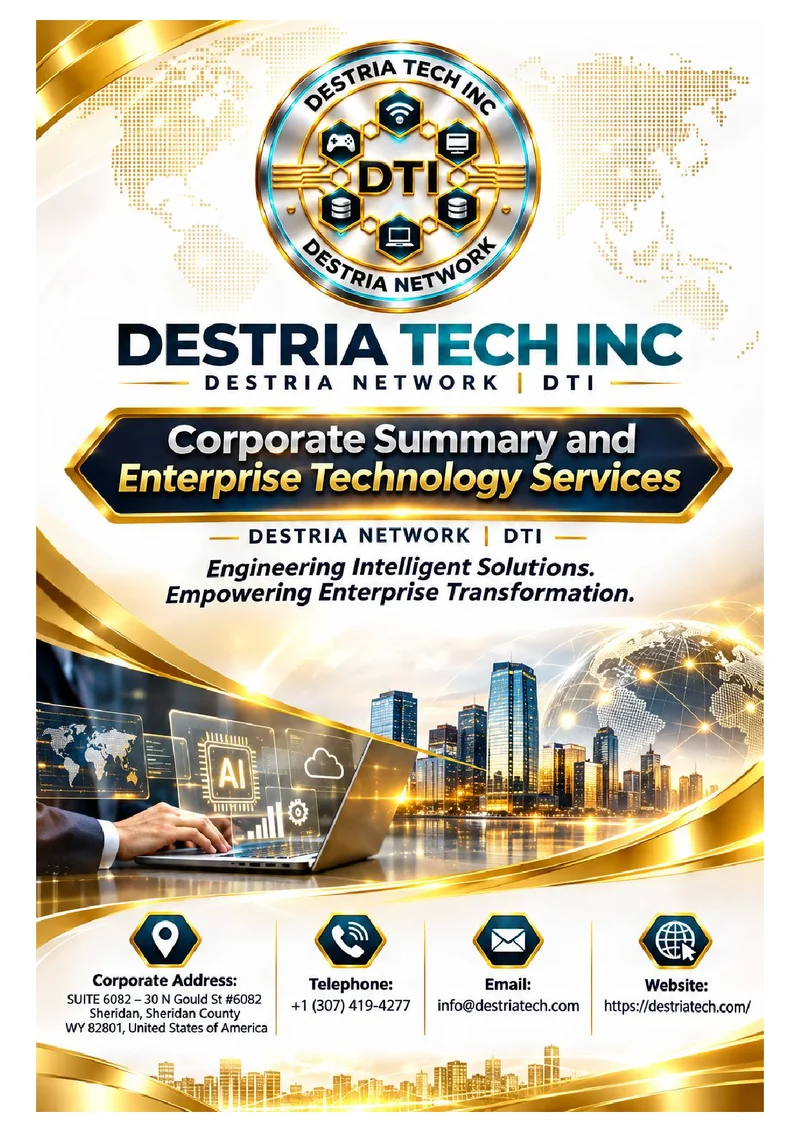 DESTRIA TECH INC
DTI
DESTRIA NETWORK
DESTRIA TECH INC
DESTRIA NETWORK | DTI
Corporate Summary and
Enterprise Technology Services
DESTRIA NETWORK | DTI
Engineering Intelligent Solutions.
Empowering Enterprise Transformation.
AI
Corporate Address:
SUITE 6082 – 30 N Gould St #6082
Sheridan, Sheridan County
WY 82801, United States of America
Telephone:
+1 (307) 419-4277
Email:
info@destriatech.com
Website:
https://destriatech.com/